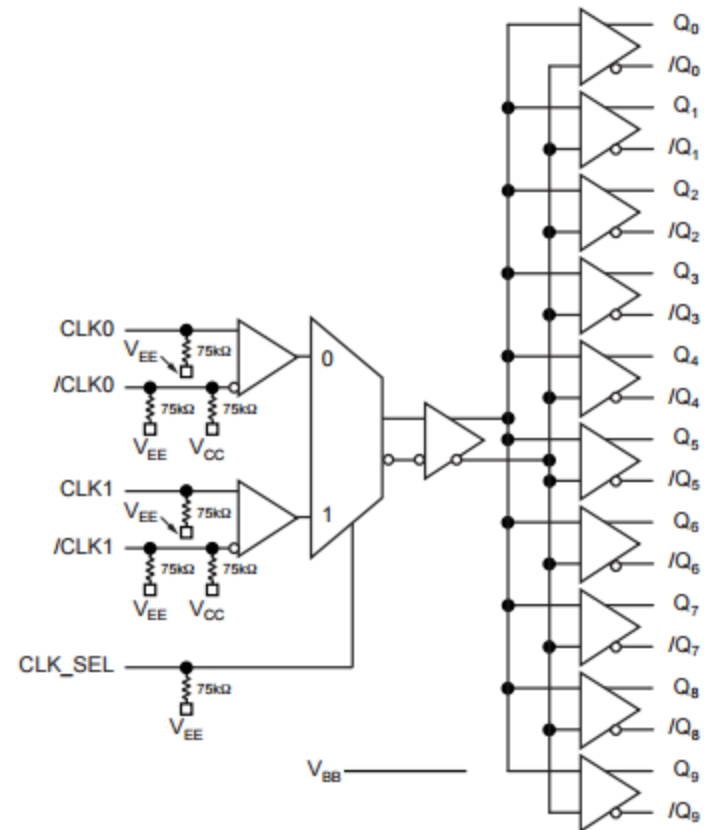 Q0
/Q0
Q1
/Q1
Q2
/Q2
Q3
/Q3
CLK0
VEE
75kΩ
0
Q4
/CLK0
75kΩ
75kΩ
/Q4
VEE
VCC
Q5
CLK1
/Q5
VEE
75kΩ
1
Q6
/CLK1
75kΩ
75kΩ
/Q6
VEE
VCC
Q7
/Q7
CLK_SEL
75kΩ
Q8
VEE
/Q8
VBB
Q9
/Q9